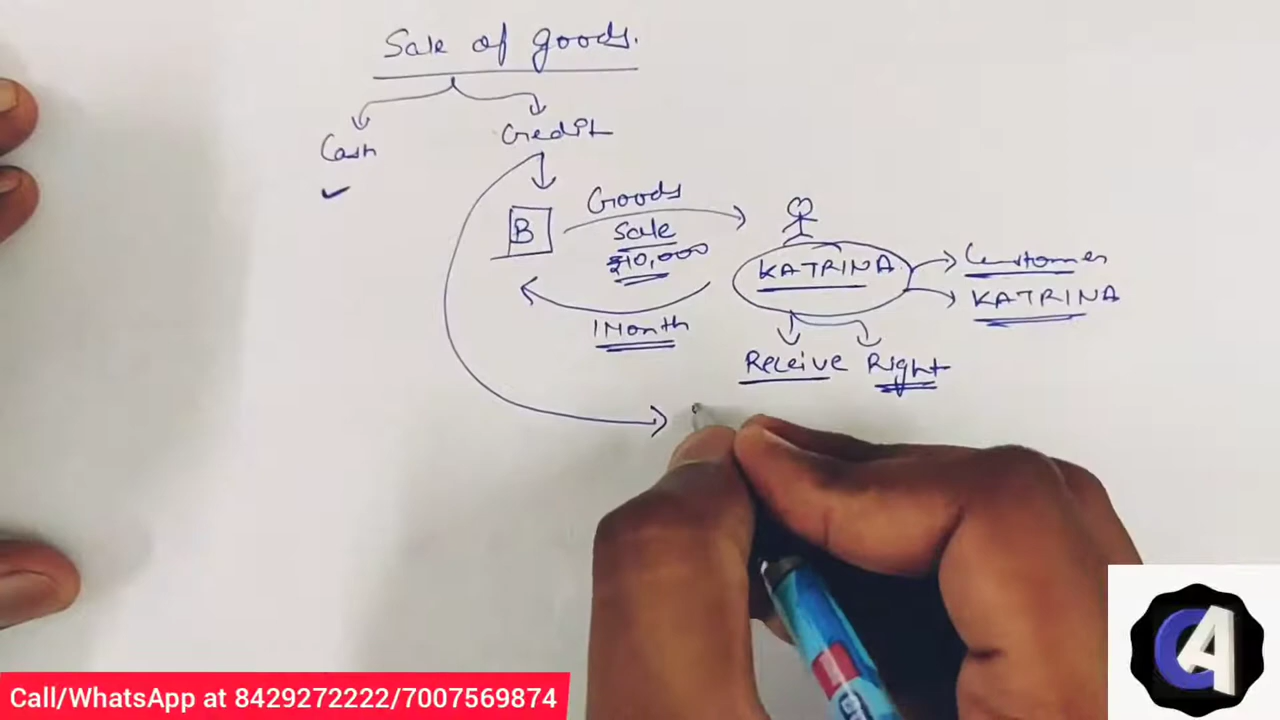 Sale of goods.
Cash
Credit
B
Goods
Sale
₹10,000
1 Month
KATRINA
Customer
KATRINA
Receive
Right
CA
Call/WhatsApp at 8429272222/7007569874